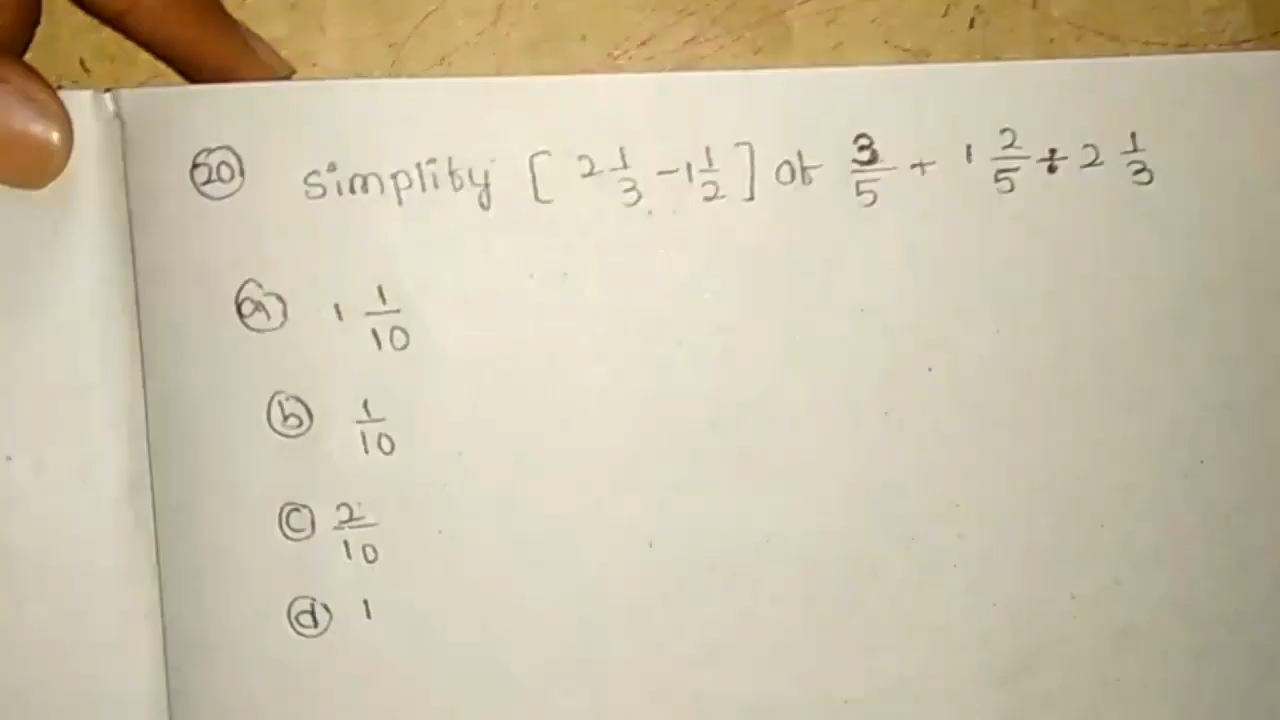 20 simplify [ 2 1/3 - 1 1/2 ] of 3/5 + 1 2/5 ÷ 2 1/3
a 1 1/10
b 1/10
c 2/10
d 1